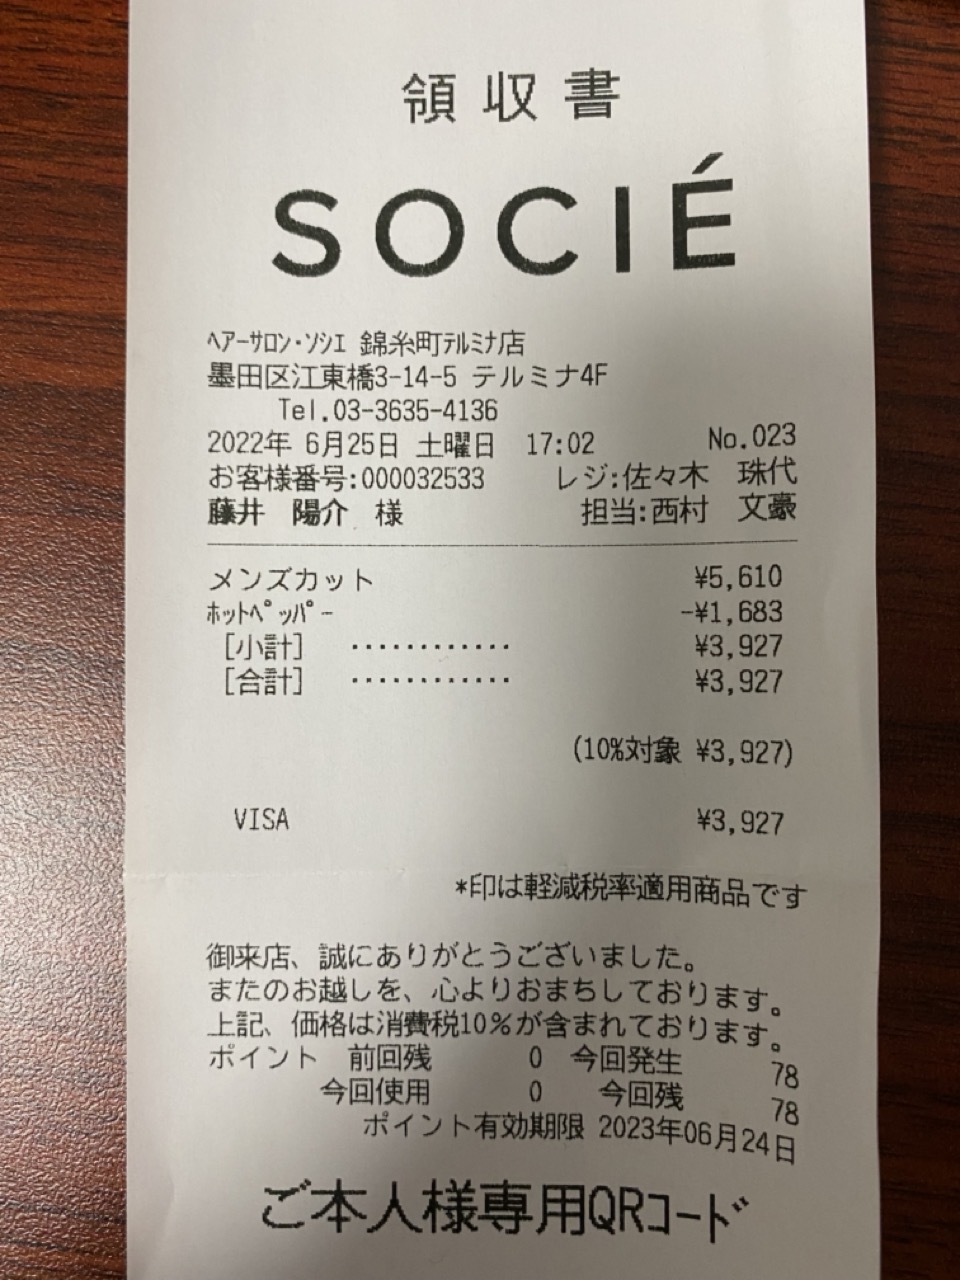 領収書
SOCIÉ
ﾍｱｰｻﾛﾝ・ｿｼｴ 錦糸町ﾃﾙﾐﾅ店
墨田区江東橋3-14-5 テルミナ4F
Tel.03-3635-4136
2022年 6月25日 土曜日 17:02 No.023
お客様番号:000032533 レジ:佐々木 珠代
藤井 陽介 様 担当:西村 文豪
メンズカット ¥5,610
ﾎｯﾄﾍﾟｯﾊﾟｰ -¥1,683
[小計] ············ ¥3,927
[合計] ············ ¥3,927
(10%対象 ¥3,927)
VISA ¥3,927
*印は軽減税率適用商品です
御来店、誠にありがとうございました。
またのお越しを、心よりおまちしております。
上記、価格は消費税10%が含まれております。
ポイント 前回残 0 今回発生 78
今回使用 0 今回残 78
ポイント有効期限 2023年06月24日
ご本人様専用QRｺｰﾄﾞ